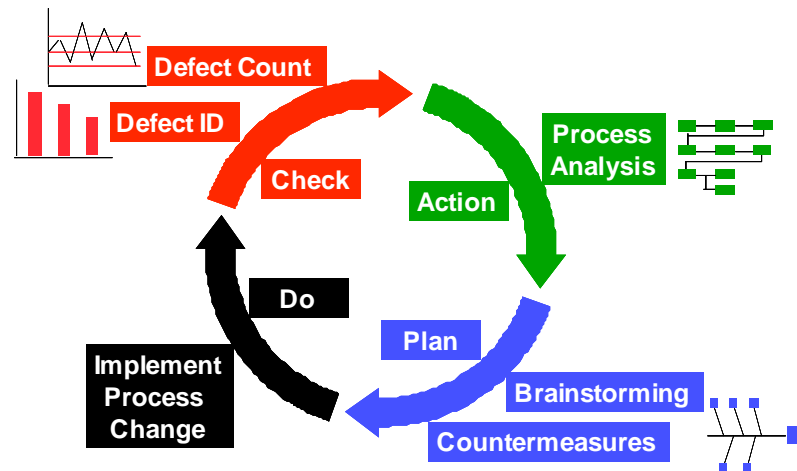 Defect Count
Defect ID
Check
Process
Analysis
Action
Do
Plan
Implement
Process
Change
Brainstorming
Countermeasures